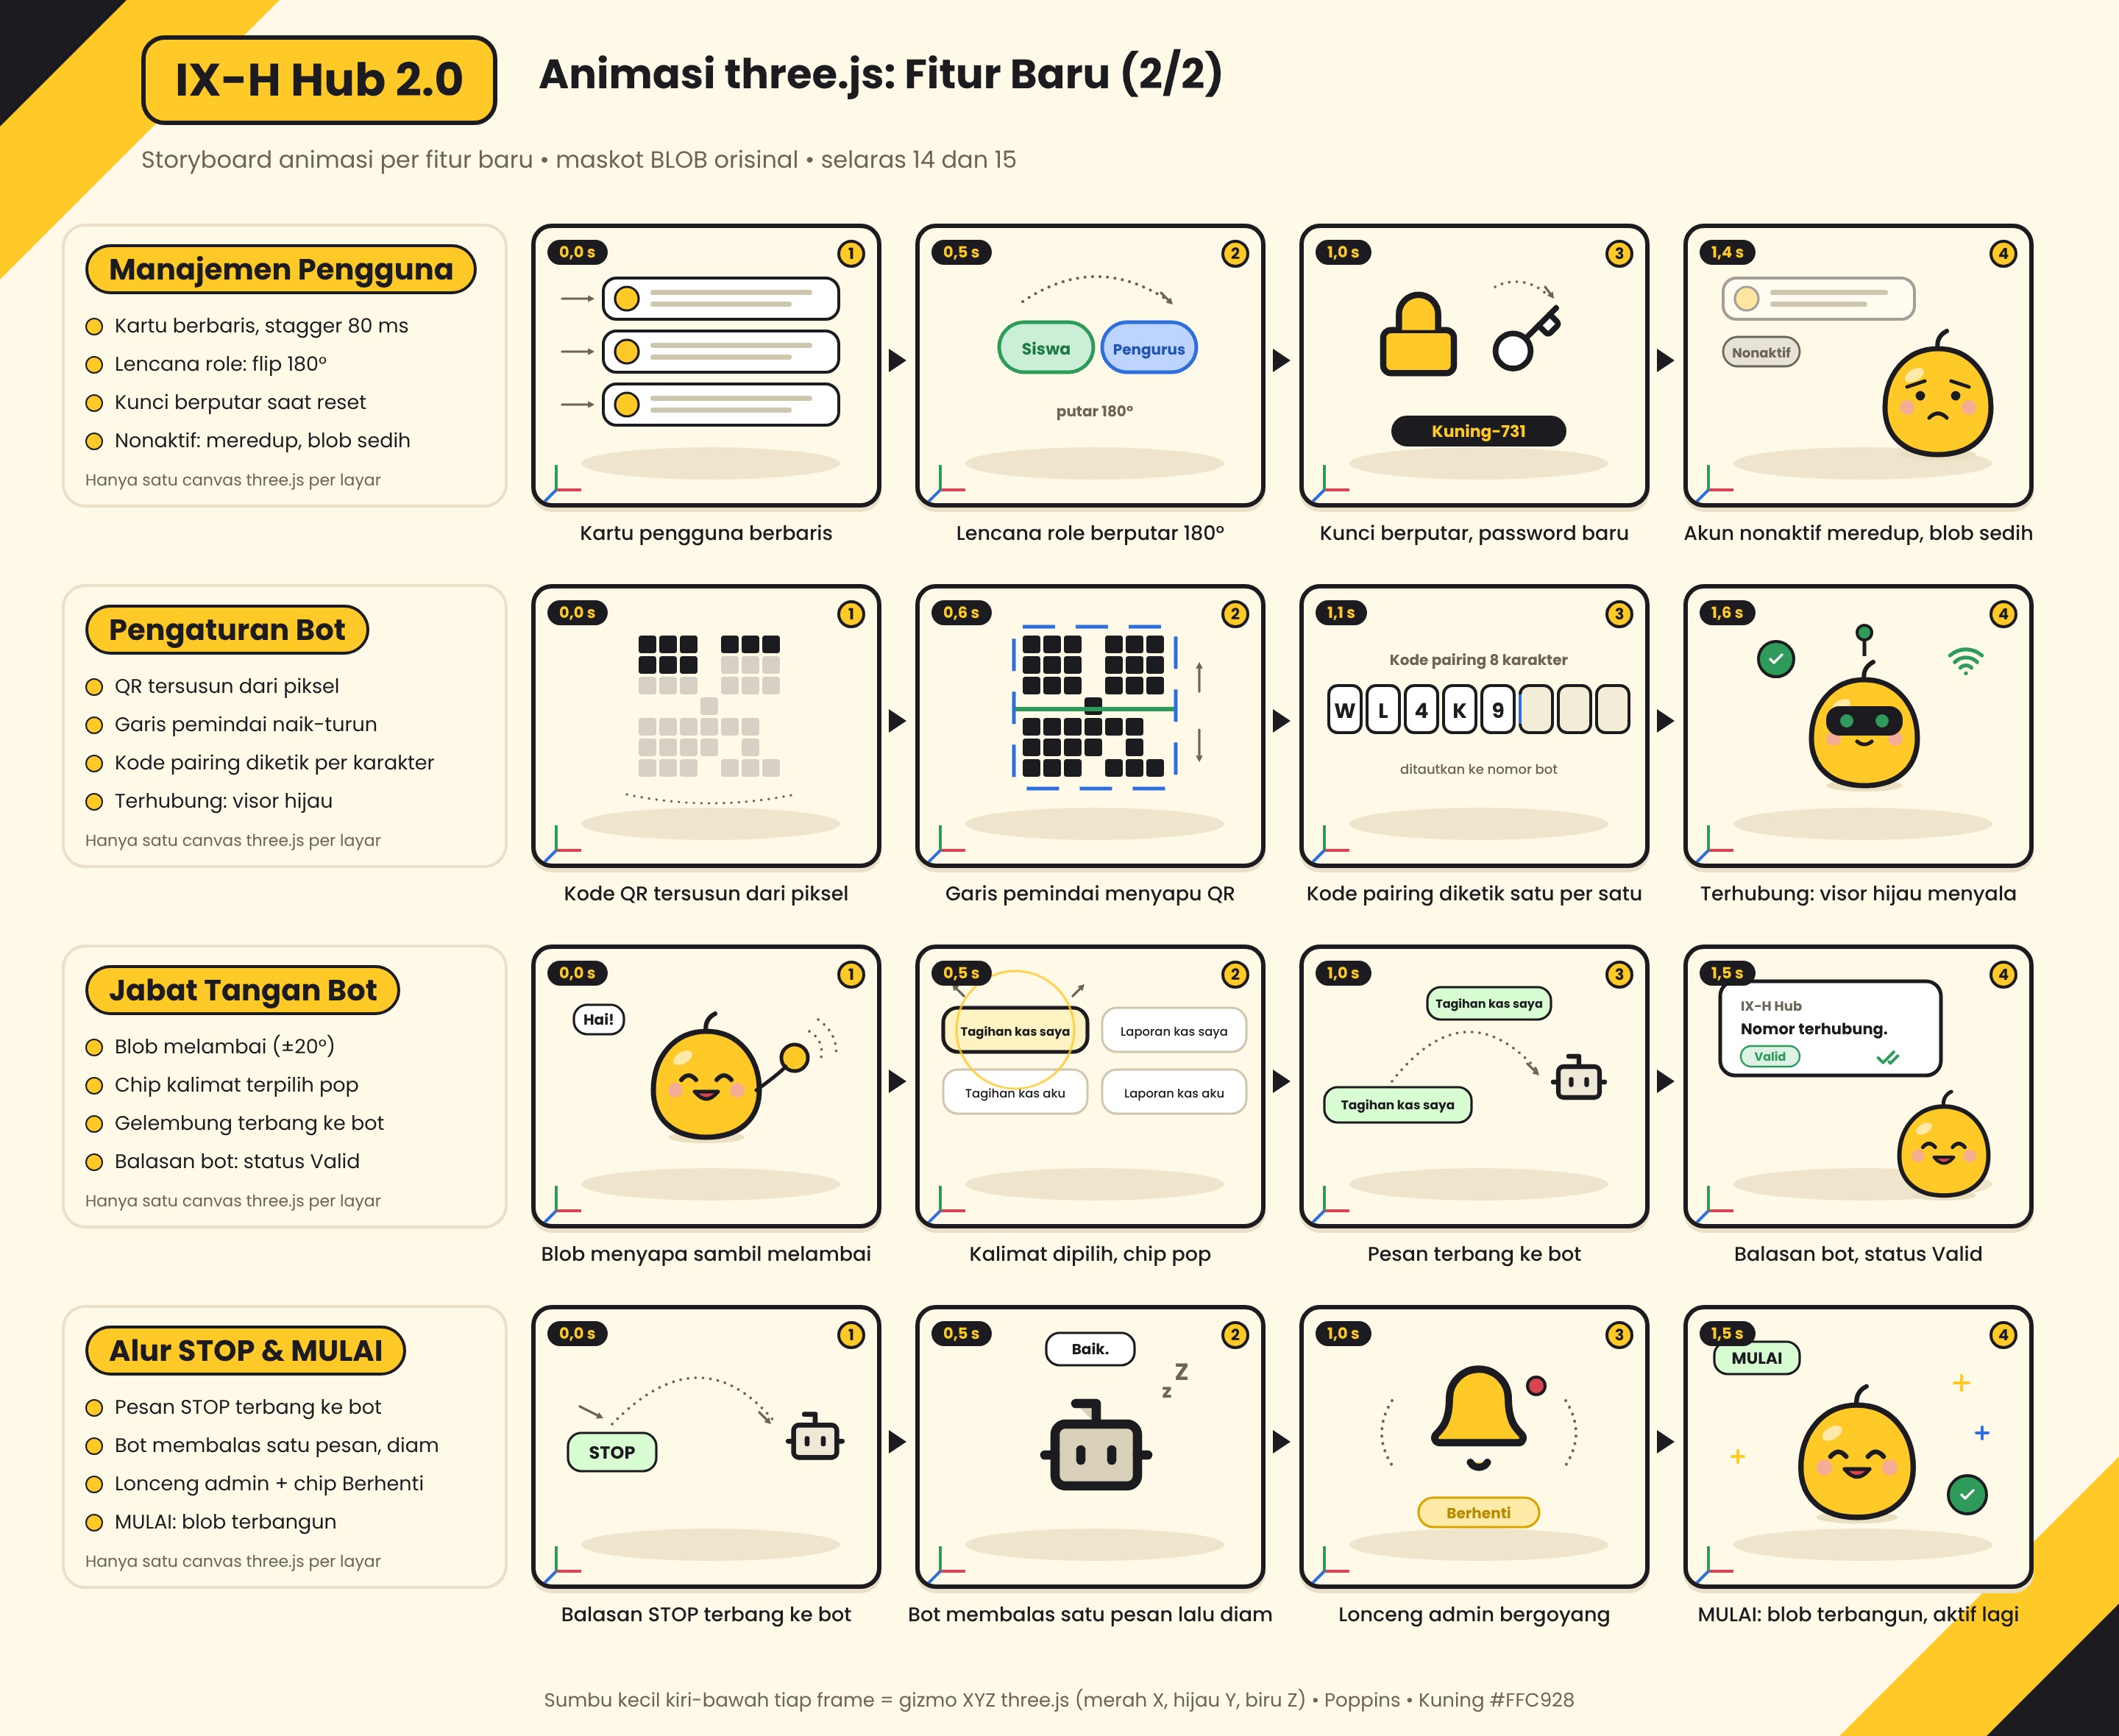 IX-H Hub 2.0
Animasi three.js: Fitur Baru (2/2)
Storyboard animasi per fitur baru • maskot BLOB orisinal • selaras 14 dan 15
Manajemen Pengguna
Kartu berbaris, stagger 80 ms
Lencana role: flip 180°
Kunci berputar saat reset
Nonaktif: meredup, blob sedih
Hanya satu canvas three.js per layar
0,0 s
1
Kartu pengguna berbaris
0,5 s
2
Siswa
Pengurus
putar 180°
Lencana role berputar 180°
1,0 s
3
Kuning-731
Kunci berputar, password baru
1,4 s
4
Nonaktif
Akun nonaktif meredup, blob sedih
Pengaturan Bot
QR tersusun dari piksel
Garis pemindai naik-turun
Kode pairing diketik per karakter
Terhubung: visor hijau
Hanya satu canvas three.js per layar
0,0 s
1
Kode QR tersusun dari piksel
0,6 s
2
Garis pemindai menyapu QR
1,1 s
3
Kode pairing 8 karakter
W L 4 K 9
ditautkan ke nomor bot
Kode pairing diketik satu per satu
1,6 s
4
Terhubung: visor hijau menyala
Jabat Tangan Bot
Blob melambai (±20°)
Chip kalimat terpilih pop
Gelembung terbang ke bot
Balasan bot: status Valid
Hanya satu canvas three.js per layar
0,0 s
1
Hai!
Blob menyapa sambil melambai
0,5 s
2
Tagihan kas saya
Laporan kas saya
Tagihan kas aku
Laporan kas aku
Kalimat dipilih, chip pop
1,0 s
3
Tagihan kas saya
Tagihan kas saya
Pesan terbang ke bot
1,5 s
4
IX-H Hub
Nomor terhubung.
Valid
Balasan bot, status Valid
Alur STOP & MULAI
Pesan STOP terbang ke bot
Bot membalas satu pesan, diam
Lonceng admin + chip Berhenti
MULAI: blob terbangun
Hanya satu canvas three.js per layar
0,0 s
1
STOP
Balasan STOP terbang ke bot
0,5 s
2
Baik.
Z
z
Bot membalas satu pesan lalu diam
1,0 s
3
Berhenti
Lonceng admin bergoyang
1,5 s
4
MULAI
MULAI: blob terbangun, aktif lagi
Sumbu kecil kiri-bawah tiap frame = gizmo XYZ three.js (merah X, hijau Y, biru Z) • Poppins • Kuning #FFC928